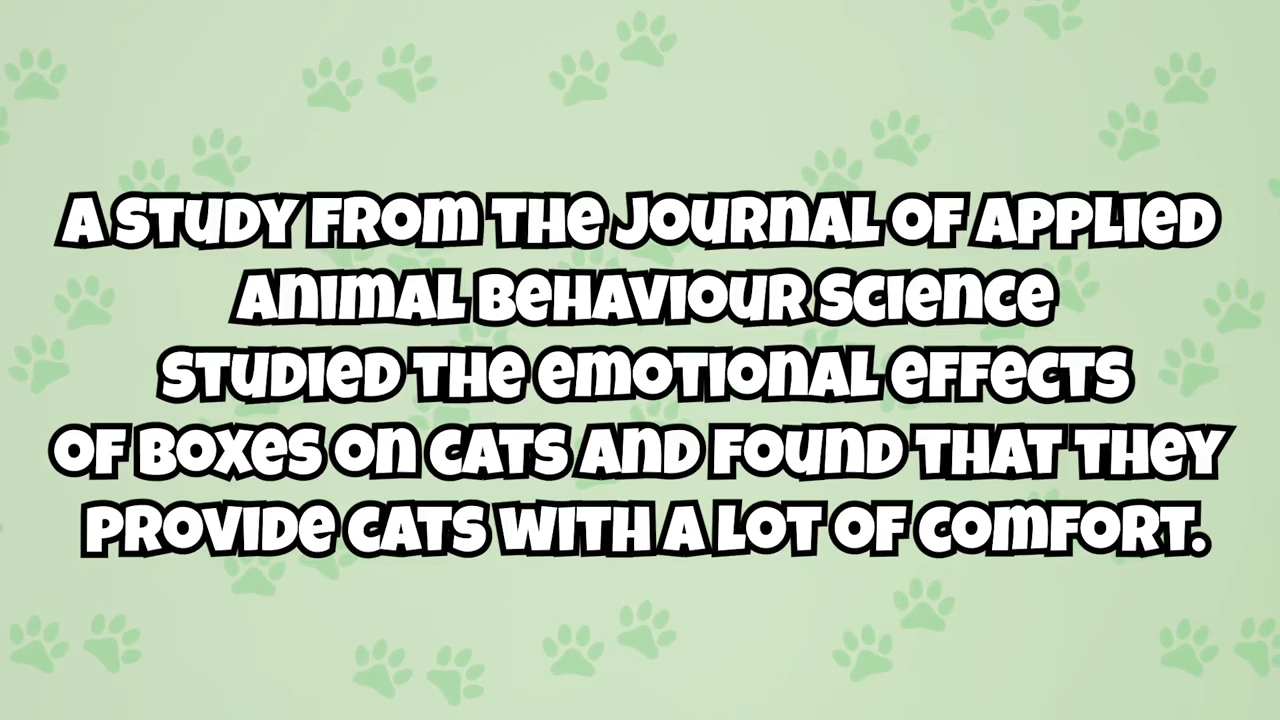 A STUDY FROM THE JOURNAL OF APPLIED
ANIMAL BEHAVIOUR SCIENCE
STUDIED THE EMOTIONAL EFFECTS
OF BOXES ON CATS AND FOUND THAT THEY
PROVIDE CATS WITH A LOT OF COMFORT.